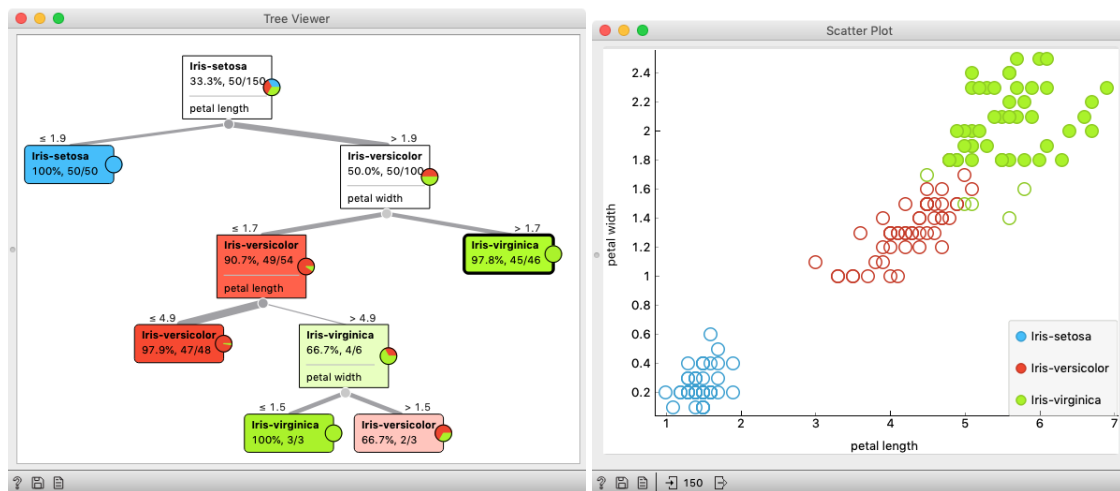 Tree Viewer
Iris-setosa
33.3%, 50/150
petal length
≤ 1.9
> 1.9
Iris-setosa
100%, 50/50
Iris-versicolor
50.0%, 50/100
petal width
≤ 1.7
> 1.7
Iris-versicolor
90.7%, 49/54
petal length
Iris-virginica
97.8%, 45/46
≤ 4.9
> 4.9
Iris-versicolor
97.9%, 47/48
Iris-virginica
66.7%, 4/6
petal width
≤ 1.5
> 1.5
Iris-virginica
100%, 3/3
Iris-versicolor
66.7%, 2/3
?
Scatter Plot
petal width
2.4
2.2
2
1.8
1.6
1.4
1.2
1
0.8
0.6
0.4
0.2
Iris-setosa
Iris-versicolor
Iris-virginica
1 2 3 4 5 6 7
petal length
? 150